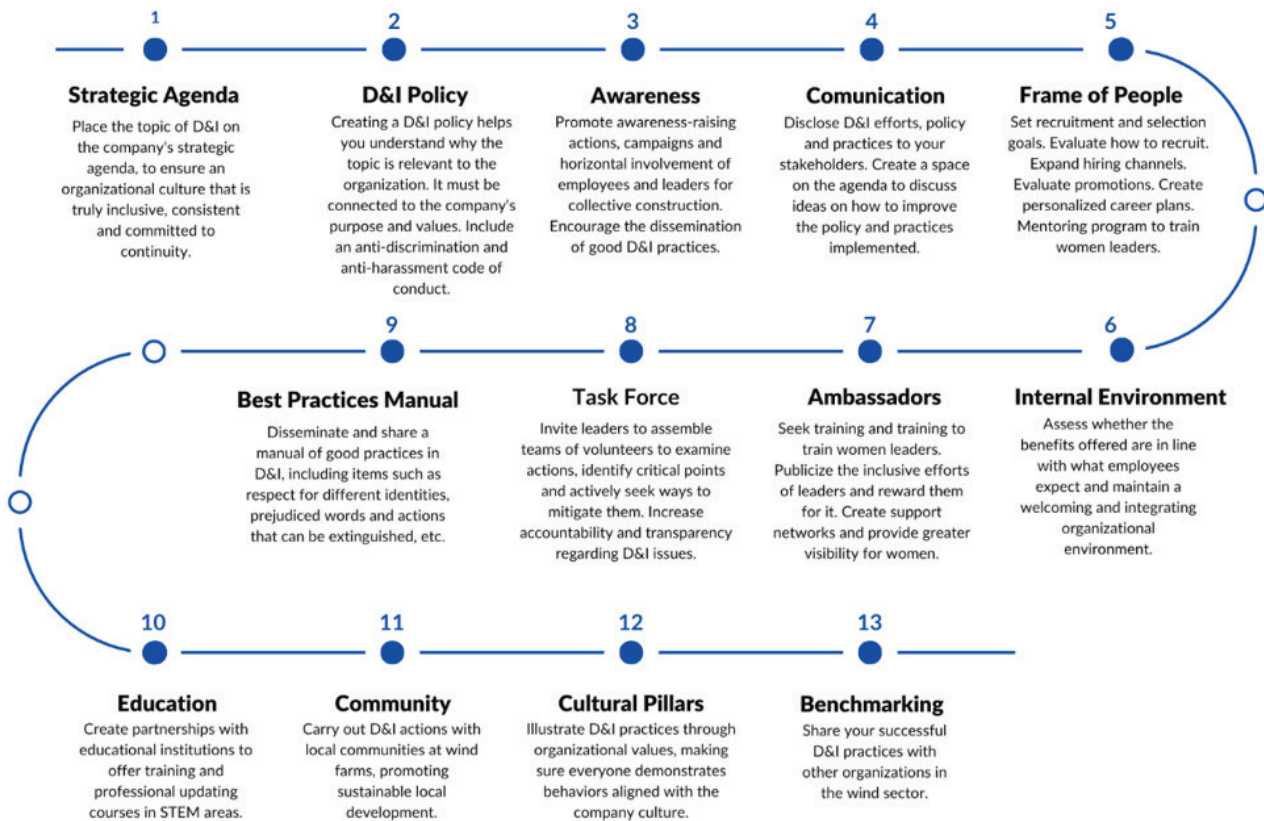 1
Strategic Agenda
Place the topic of D&I on
the company's strategic
agenda, to ensure an
organizational culture that is
truly inclusive, consistent
and committed to
continuity.
2
D&I Policy
Creating a D&I policy helps
you understand why the
topic is relevant to the
organization. It must be
connected to the company's
purpose and values. Include
an anti-discrimination and
anti-harassment code of
conduct.
3
Awareness
Promote awareness-raising
actions, campaigns and
horizontal involvement of
employees and leaders for
collective construction.
Encourage the dissemination
of good D&I practices.
4
Comunication
Disclose D&I efforts, policy
and practices to your
stakeholders. Create a space
on the agenda to discuss
ideas on how to improve
the policy and practices
implemented.
5
Frame of People
Set recruitment and selection
goals. Evaluate how to recruit.
Expand hiring channels.
Evaluate promotions. Create
personalized career plans.
Mentoring program to train
women leaders.
6
Internal Environment
Assess whether the
benefits offered are in line
with what employees
expect and maintain a
welcoming and integrating
organizational
environment.
7
Ambassadors
Seek training and training to
train women leaders.
Publicize the inclusive efforts
of leaders and reward them
for it. Create support
networks and provide greater
visibility for women.
8
Task Force
Invite leaders to assemble
teams of volunteers to examine
actions, identify critical points
and actively seek ways to
mitigate them. Increase
accountability and transparency
regarding D&I issues.
9
Best Practices Manual
Disseminate and share a
manual of good practices in
D&I, including items such as
respect for different identities,
prejudiced words and actions
that can be extinguished, etc.
10
Education
Create partnerships with
educational institutions to
offer training and
professional updating
courses in STEM areas.
11
Community
Carry out D&I actions with
local communities at wind
farms, promoting
sustainable local
development.
12
Cultural Pillars
Illustrate D&I practices through
organizational values, making
sure everyone demonstrates
behaviors aligned with the
company culture.
13
Benchmarking
Share your successful
D&I practices with
other organizations in
the wind sector.